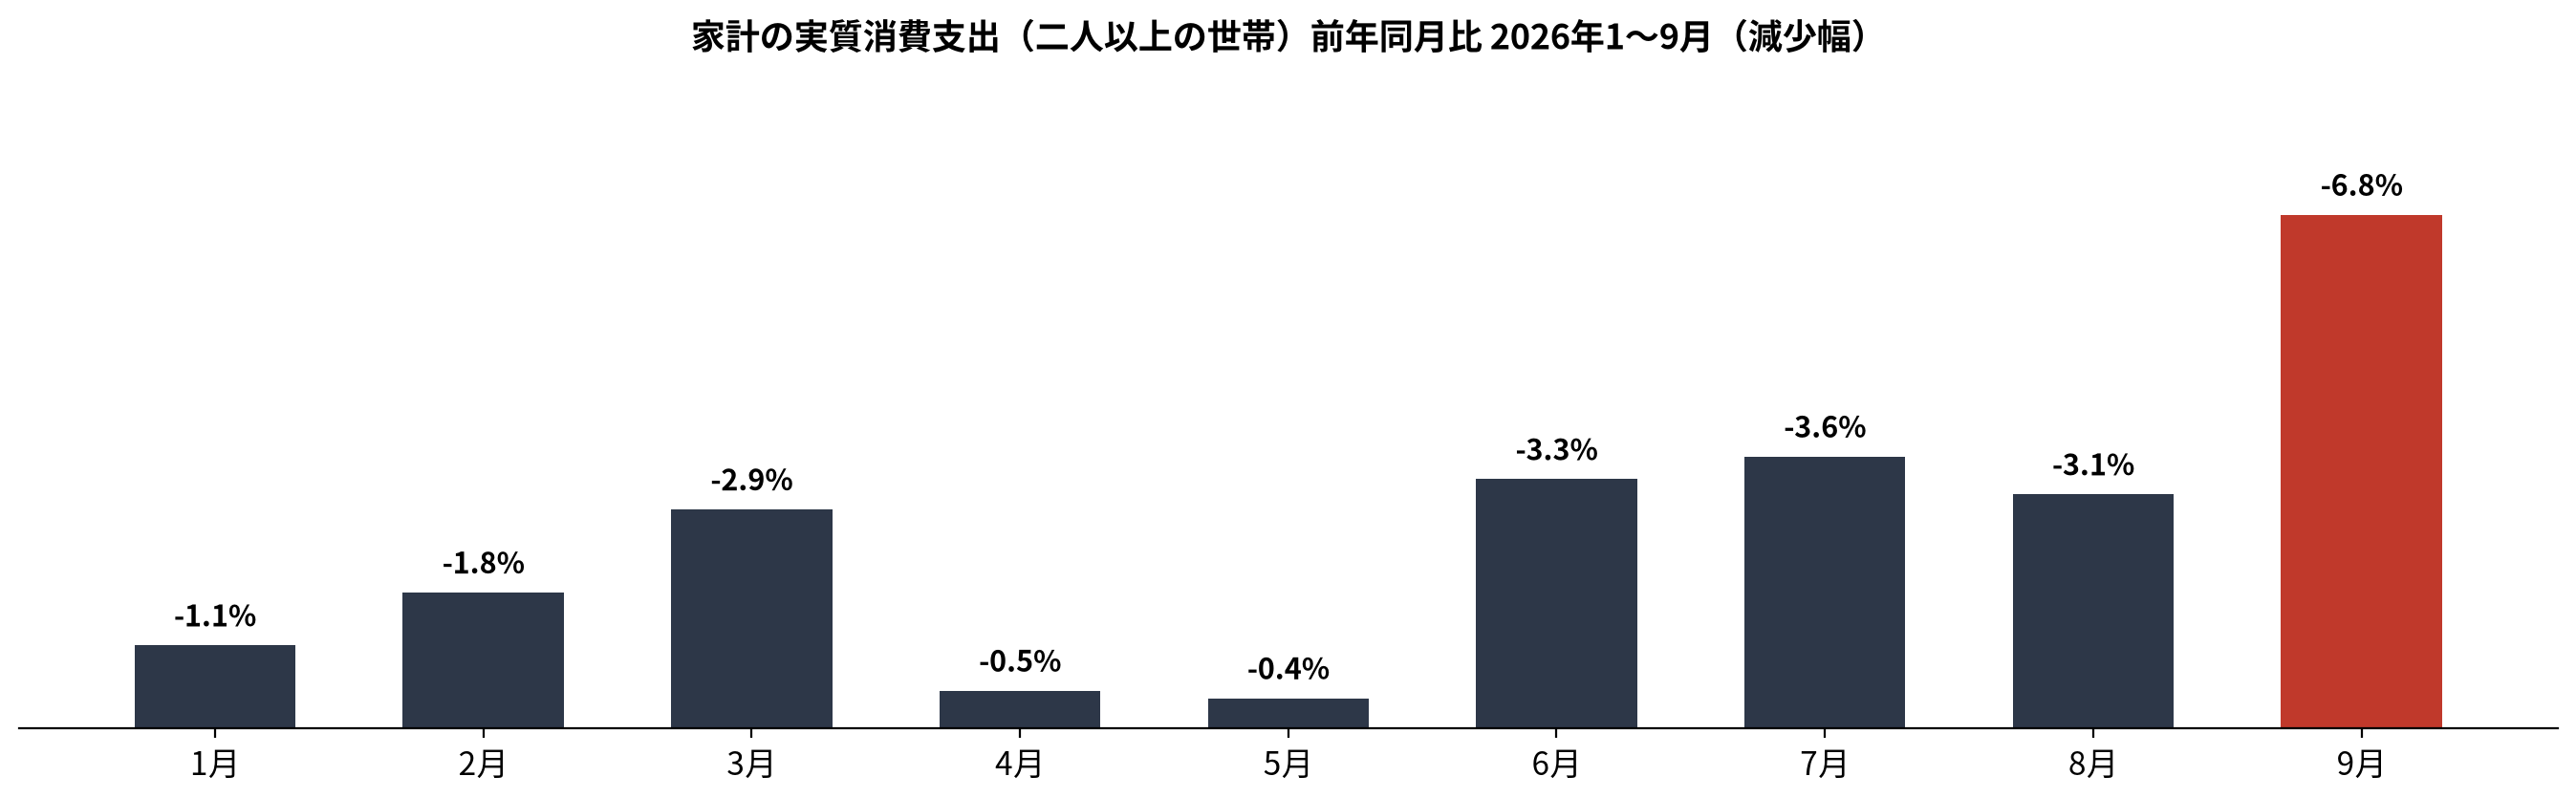 家計の実質消費支出（二人以上の世帯）前年同月比 2026年1〜9月（減少幅）
-1.1%
-1.8%
-2.9%
-0.5%
-0.4%
-3.3%
-3.6%
-3.1%
-6.8%
1月
2月
3月
4月
5月
6月
7月
8月
9月